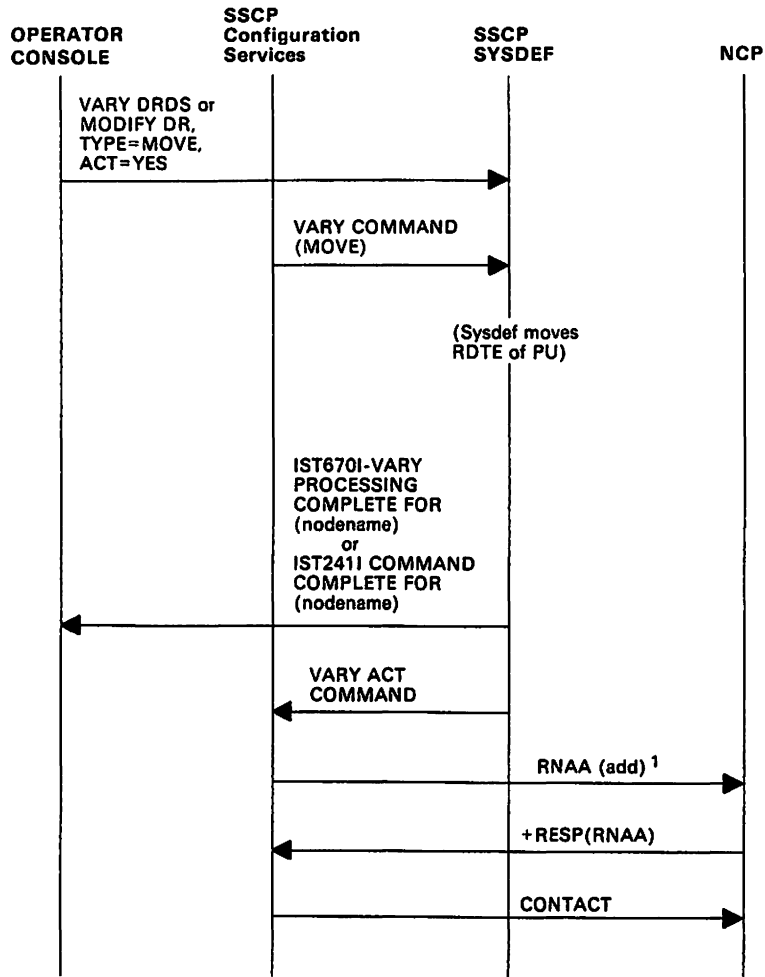 OPERATOR
CONSOLE
SSCP
Configuration
Services
SSCP
SYSDEF
NCP
VARY DRDS or
MODIFY DR,
TYPE=MOVE,
ACT=YES
VARY COMMAND
(MOVE)
(Sysdef moves
RDTE of PU)
IST670I-VARY
PROCESSING
COMPLETE FOR
(nodename)
or
IST241I COMMAND
COMPLETE FOR
(nodename)
VARY ACT
COMMAND
RNAA (add) 1
+RESP(RNAA)
CONTACT